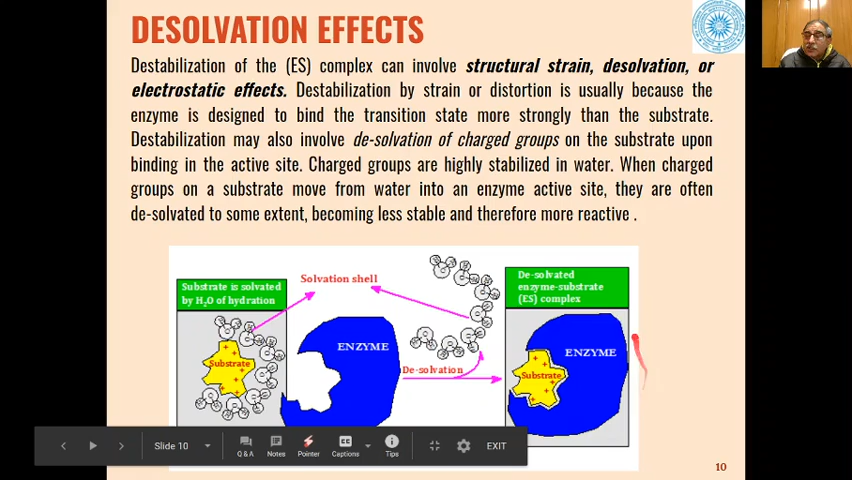 DESOLVATION EFFECTS
Destabilization of the (ES) complex can involve structural strain, desolvation, or
electrostatic effects. Destabilization by strain or distortion is usually because the
enzyme is designed to bind the transition state more strongly than the substrate.
Destabilization may also involve de-solvation of charged groups on the substrate upon
binding in the active site. Charged groups are highly stabilized in water. When charged
groups on a substrate move from water into an enzyme active site, they are often
de-solvated to some extent, becoming less stable and therefore more reactive .
Substrate is solvated
by H2O of hydration
Solvation shell
De-solvated
enzyme-substrate
(ES) complex
Substrate
ENZYME
De-solvation
ENZYME
Substrate
Slide 10
Q & A
Notes
Pointer
Captions
Tips
EXIT
10